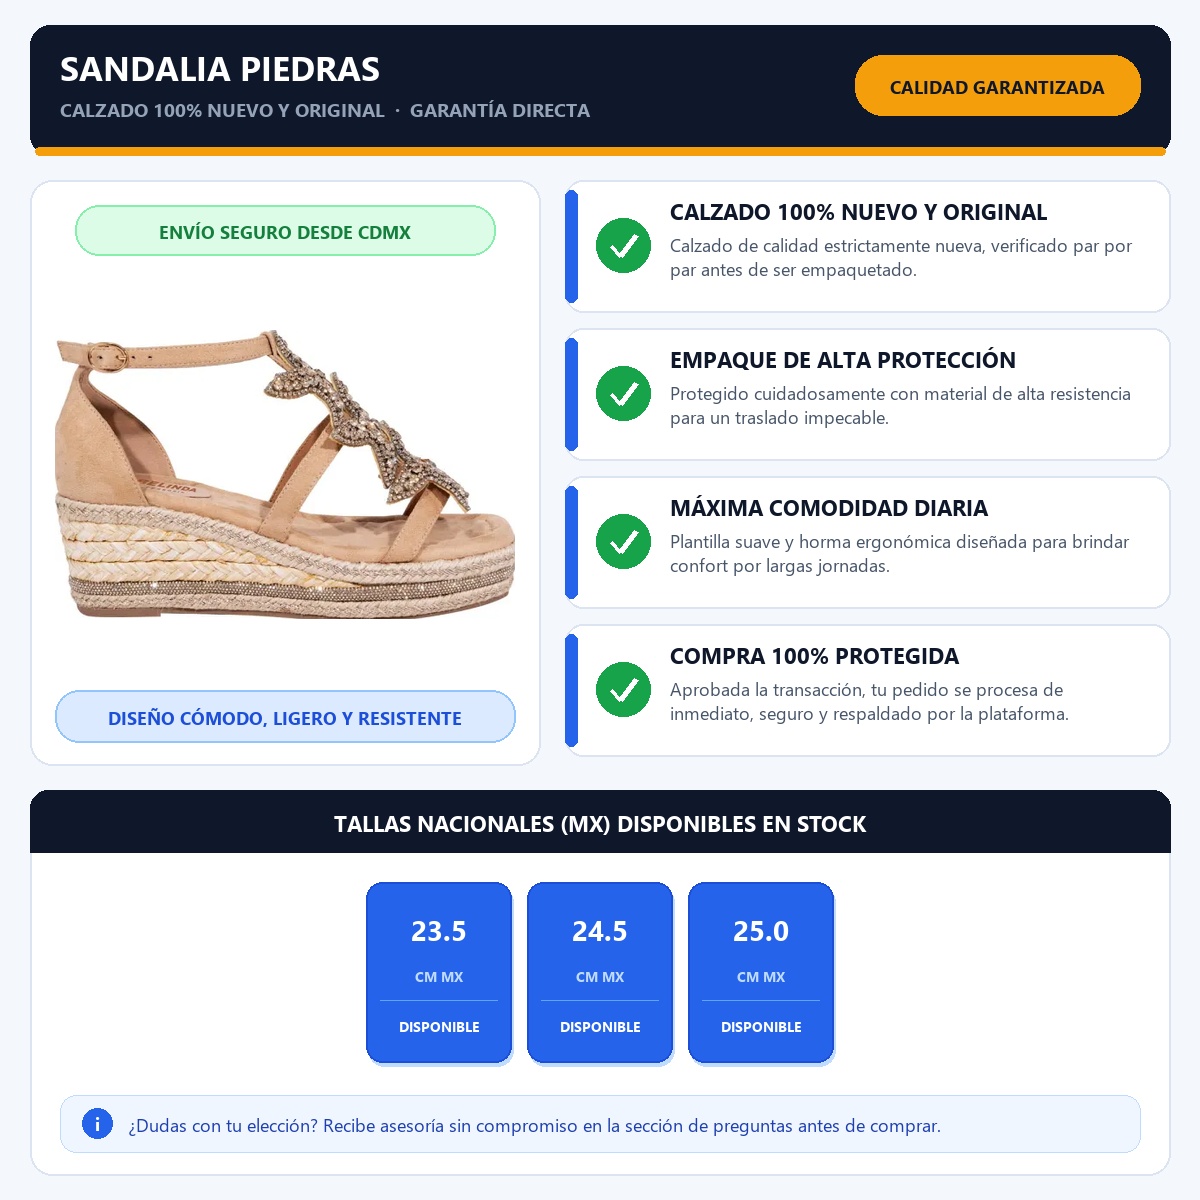 SANDALIA PIEDRAS
CALZADO 100% NUEVO Y ORIGINAL · GARANTÍA DIRECTA
CALIDAD GARANTIZADA
ENVÍO SEGURO DESDE CDMX
DISEÑO CÓMODO, LIGERO Y RESISTENTE
CALZADO 100% NUEVO Y ORIGINAL
Calzado de calidad estrictamente nueva, verificado par por
par antes de ser empaquetado.
EMPAQUE DE ALTA PROTECCIÓN
Protegido cuidadosamente con material de alta resistencia
para un traslado impecable.
MÁXIMA COMODIDAD DIARIA
Plantilla suave y horma ergonómica diseñada para brindar
confort por largas jornadas.
COMPRA 100% PROTEGIDA
Aprobada la transacción, tu pedido se procesa de
inmediato, seguro y respaldado por la plataforma.
TALLAS NACIONALES (MX) DISPONIBLES EN STOCK
23.5
CM MX
DISPONIBLE
24.5
CM MX
DISPONIBLE
25.0
CM MX
DISPONIBLE
¿Dudas con tu elección? Recibe asesoría sin compromiso en la sección de preguntas antes de comprar.